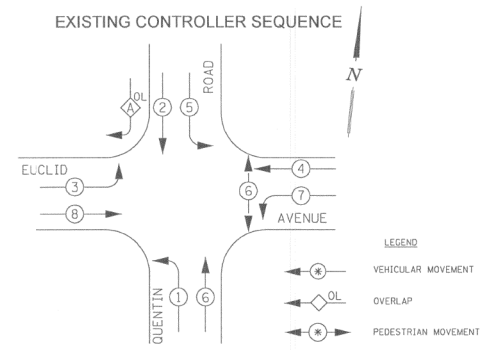 EXISTING CONTROLLER SEQUENCE
N
ROAD
OL
A
2
5
EUCLID
3
8
4
6
7
AVENUE
QUENTIN
1
6
LEGEND
* VEHICULAR MOVEMENT
OL OVERLAP
* PEDESTRIAN MOVEMENT